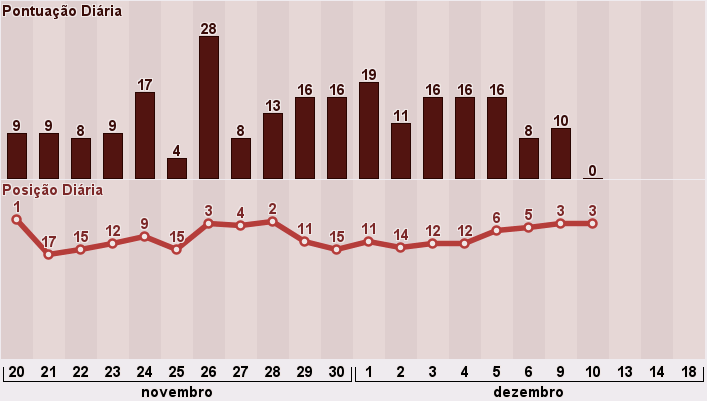 Pontuação Diária
9 9 8 9 17 4 28 8 13 16 16 19 11 16 16 16 8 10 0
Posição Diária
1 17 15 12 9 15 3 4 2 11 15 11 14 12 12 6 5 3 3
20 21 22 23 24 25 26 27 28 29 30 1 2 3 4 5 6 9 10 13 14 18
novembro dezembro